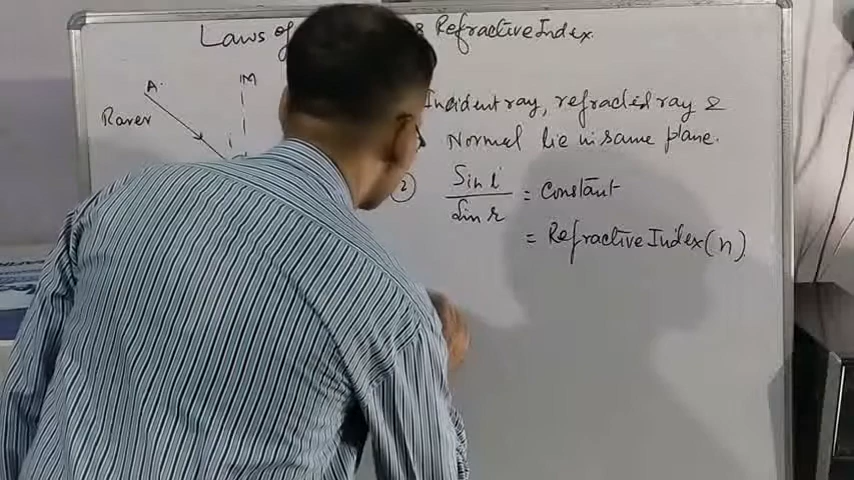 Laws of & Refractive Index.
A.
M
Rarer
i
Incident ray, refracted ray &
Normal lie in same plane.
② Sin i / Sin r = Constant
= Refractive Index (n)